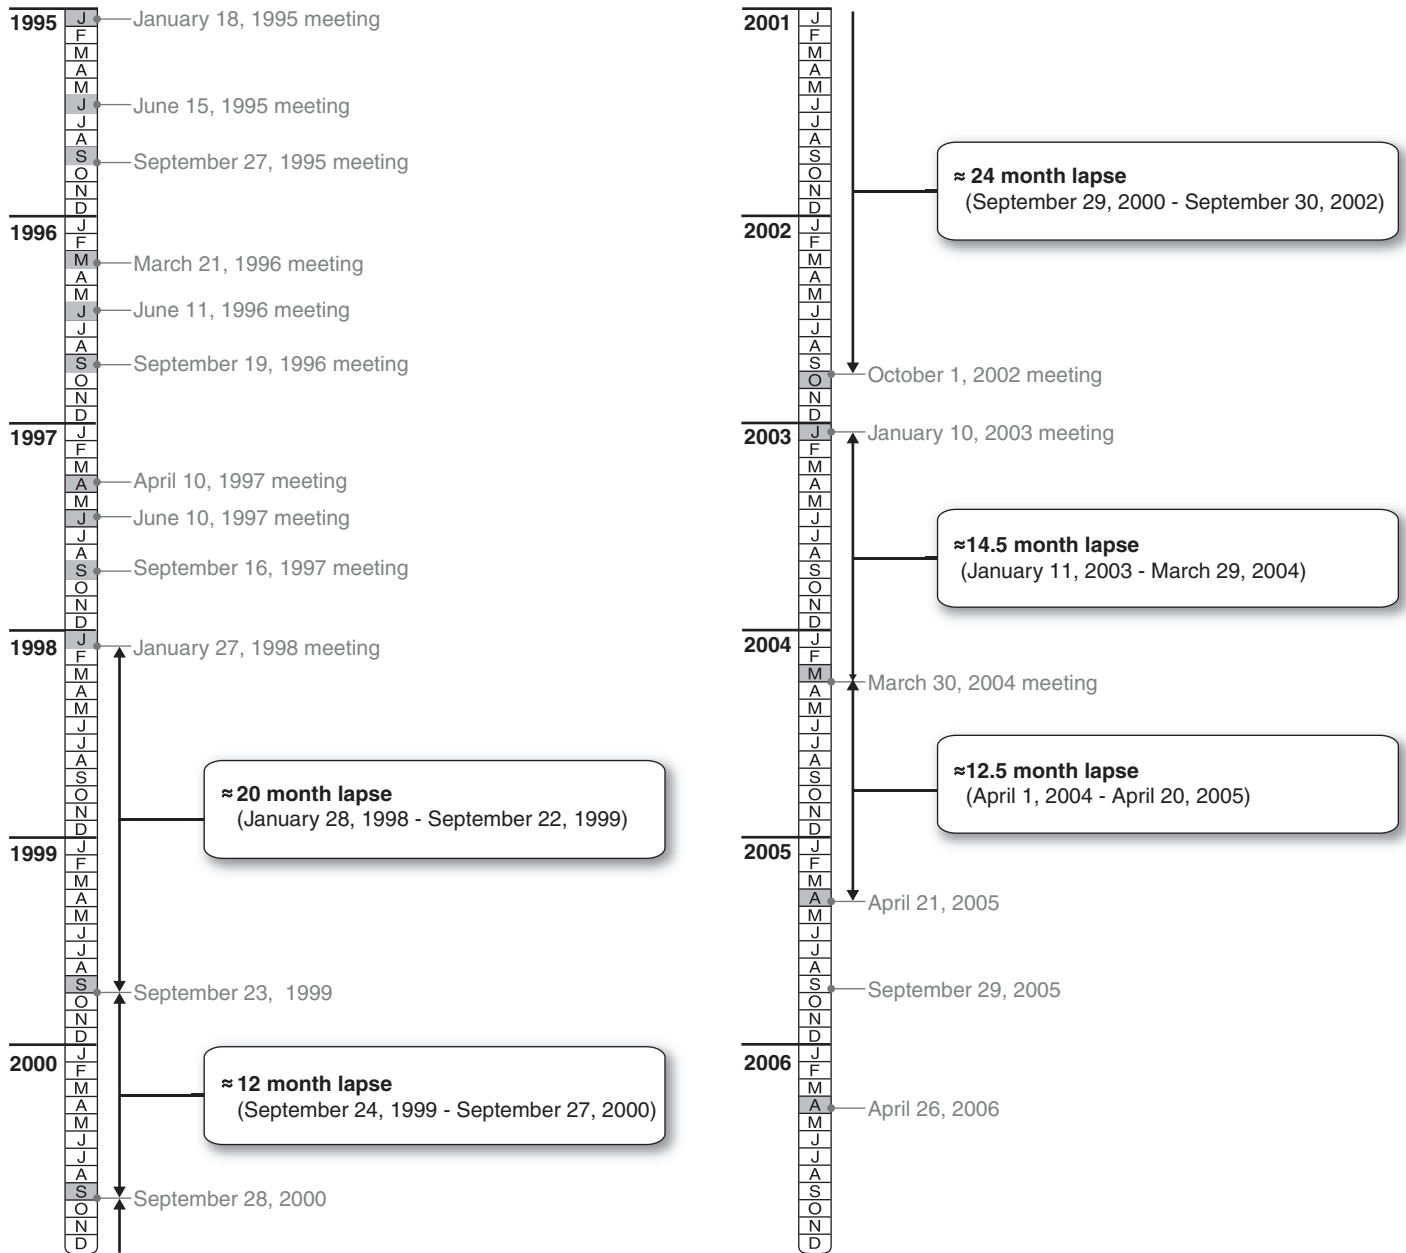 1995
J
January 18, 1995 meeting
F
M
A
M
J
June 15, 1995 meeting
J
A
S
September 27, 1995 meeting
O
N
D
1996
J
F
M
March 21, 1996 meeting
A
M
J
June 11, 1996 meeting
J
A
S
September 19, 1996 meeting
O
N
D
1997
J
F
M
A
April 10, 1997 meeting
M
J
June 10, 1997 meeting
J
A
S
September 16, 1997 meeting
O
N
D
1998
J
January 27, 1998 meeting
F
M
A
M
J
J
A
S
O
N
D
≈ 20 month lapse
(January 28, 1998 - September 22, 1999)
1999
J
F
M
A
M
J
J
A
S
September 23, 1999
O
N
D
2000
J
F
M
A
M
J
J
A
S
≈ 12 month lapse
(September 24, 1999 - September 27, 2000)
September 28, 2000
O
N
D
2001
J
F
M
A
M
J
J
A
S
O
N
D
≈ 24 month lapse
(September 29, 2000 - September 30, 2002)
2002
J
F
M
A
M
J
J
A
S
O
October 1, 2002 meeting
N
D
2003
J
January 10, 2003 meeting
F
M
A
M
J
J
A
S
O
N
D
≈14.5 month lapse
(January 11, 2003 - March 29, 2004)
2004
J
F
M
March 30, 2004 meeting
A
M
J
J
A
S
O
N
D
≈12.5 month lapse
(April 1, 2004 - April 20, 2005)
2005
J
F
M
A
April 21, 2005
M
J
J
A
S
September 29, 2005
O
N
D
2006
J
F
M
A
April 26, 2006
M
J
J
A
S
O
N
D